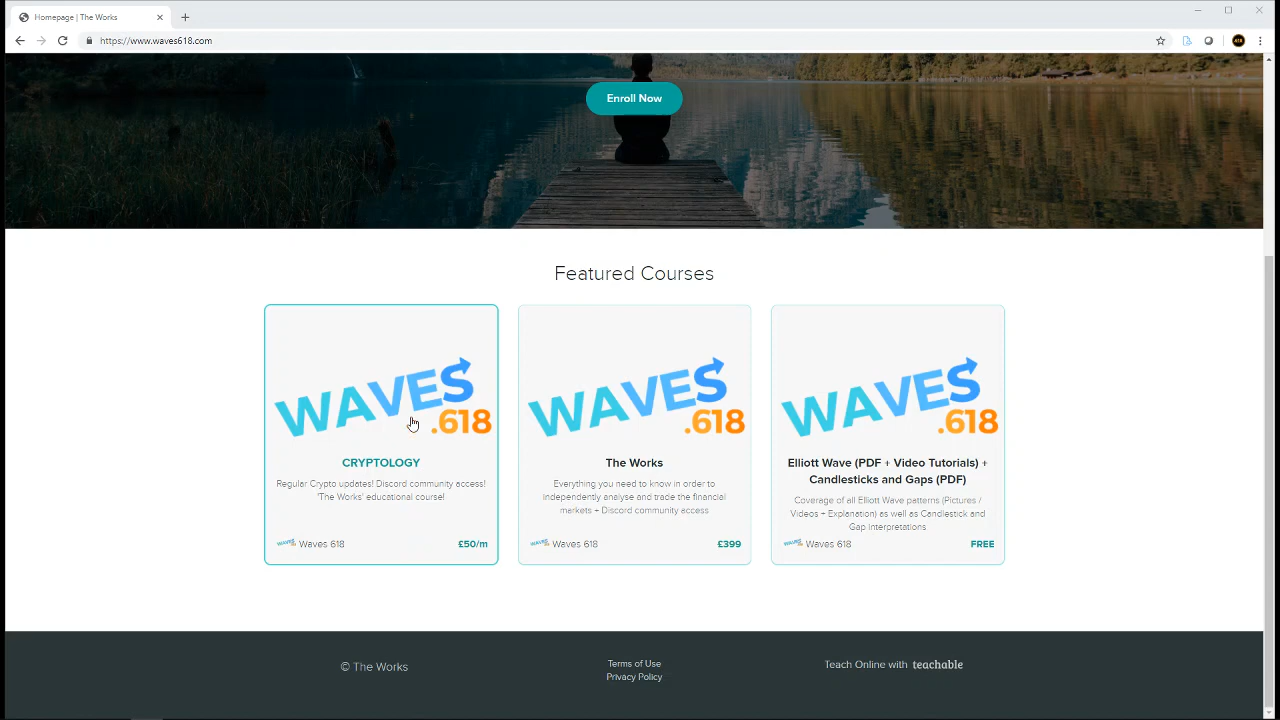 Homepage | The Works
https://www.waves618.com
Enroll Now
Featured Courses
WAVES
.618
CRYPTOLOGY
Regular Crypto updates! Discord community access!
'The Works' educational course!
Waves 618
£50/m
WAVES
.618
The Works
Everything you need to know in order to
independently analyse and trade the financial
markets + Discord community access
Waves 618
£399
WAVES
.618
Elliott Wave (PDF + Video Tutorials) +
Candlesticks and Gaps (PDF)
Coverage of all Elliott Wave patterns (Pictures /
Videos + Explanation) as well as Candlestick and
Gap Interpretations
Waves 618
FREE
© The Works
Terms of Use
Privacy Policy
Teach Online with teachable